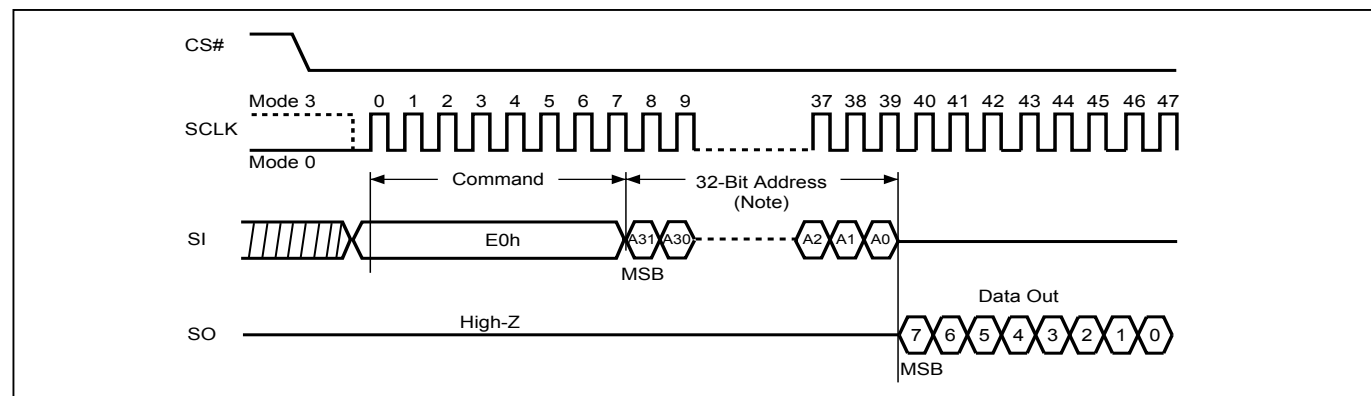 CS#
Mode 3 0 1 2 3 4 5 6 7 8 9 37 38 39 40 41 42 43 44 45 46 47
SCLK
Mode 0
Command 32-Bit Address
(Note)
SI E0h A31 A30 A2 A1 A0
MSB
Data Out
High-Z
SO 7 6 5 4 3 2 1 0
MSB